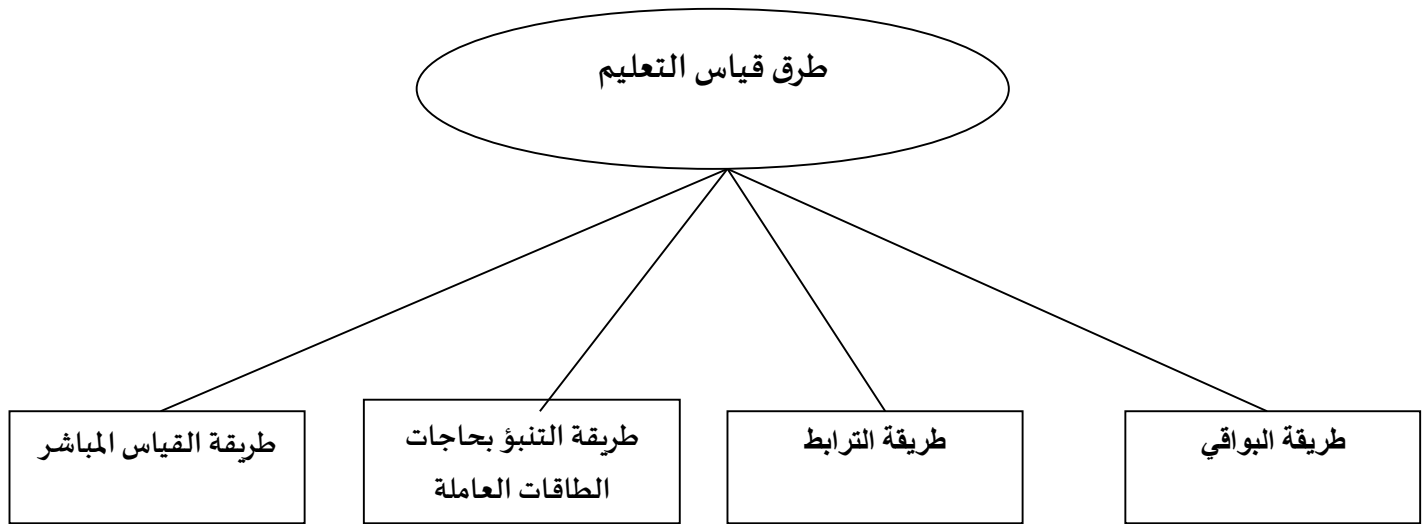 طرق قياس التعليم
طريقة البواقي
طريقة الترابط
طريقة التنبؤ بحاجات
الطاقات العاملة
طريقة القياس المباشر